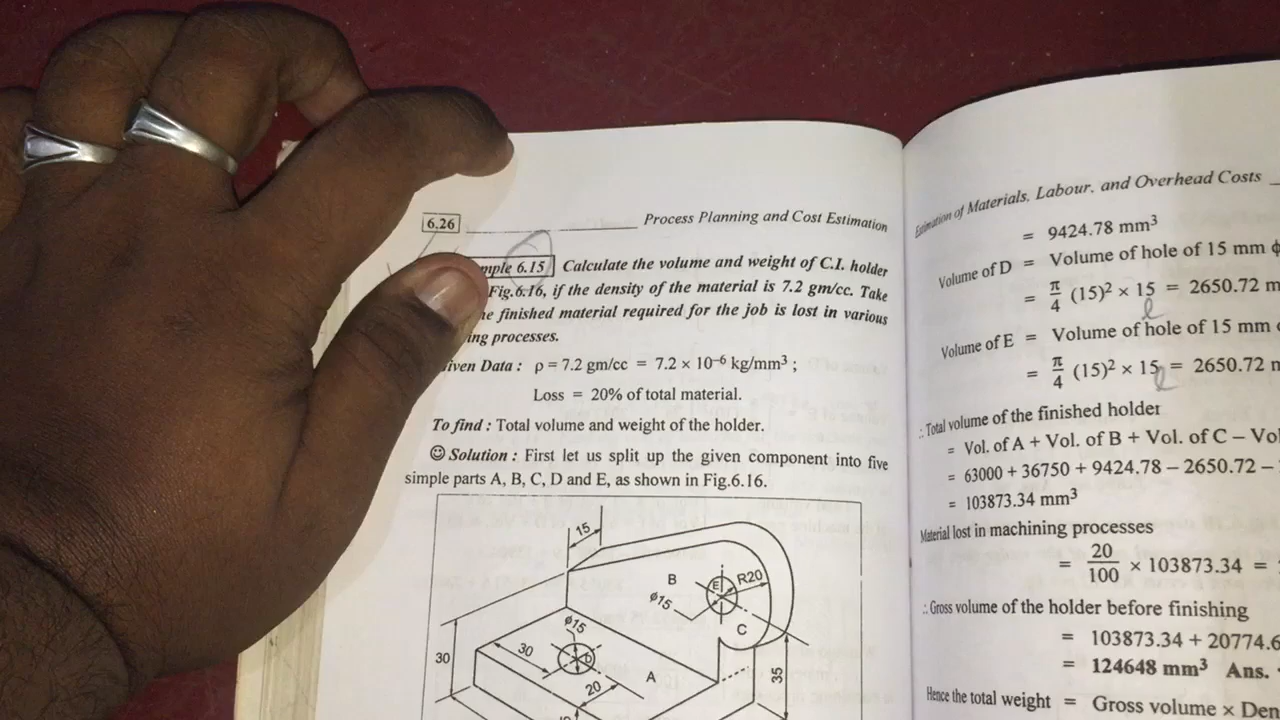 6.26 Process Planning and Cost Estimation
6.15 Calculate the volume and weight of C.I. holder
Fig.6.16, if the density of the material is 7.2 gm/cc. Take
finished material required for the job is lost in various
processes.
Data : ρ = 7.2 gm/cc = 7.2 × 10⁻⁶ kg/mm³ ;
Loss = 20% of total material.
To find : Total volume and weight of the holder.
☺ Solution : First let us split up the given component into five
simple parts A, B, C, D and E, as shown in Fig.6.16.
15
B
E
R20
ϕ15
C
ϕ15
30
D
30
A
20
35
Estimation of Materials, Labour, and Overhead Costs
= 9424.78 mm³
Volume of D = Volume of hole of 15 mm ϕ
= π/4 (15)² × 15 = 2650.72 m
Volume of E = Volume of hole of 15 mm
= π/4 (15)² × 15 = 2650.72
∴ Total volume of the finished holder
= Vol. of A + Vol. of B + Vol. of C – Vol
= 63000 + 36750 + 9424.78 – 2650.72 –
= 103873.34 mm³
Material lost in machining processes
= 20/100 × 103873.34 =
∴ Gross volume of the holder before finishing
= 103873.34 + 20774.6
= 124648 mm³ Ans.
Hence the total weight = Gross volume × Den